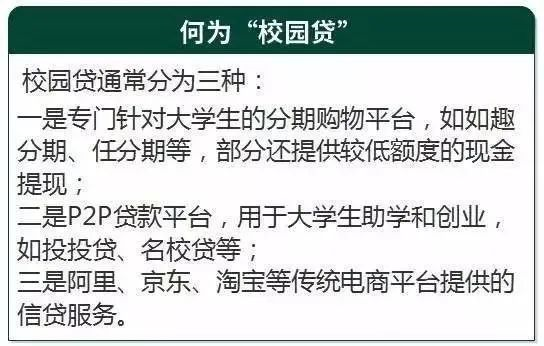 何为“校园贷”
校园贷通常分为三种：
一是专门针对大学生的分期购物平台，如如趣
分期、任分期等，部分还提供较低额度的现金
提现；
二是P2P贷款平台，用于大学生助学和创业，
如投投贷、名校贷等；
三是阿里、京东、淘宝等传统电商平台提供的
信贷服务。